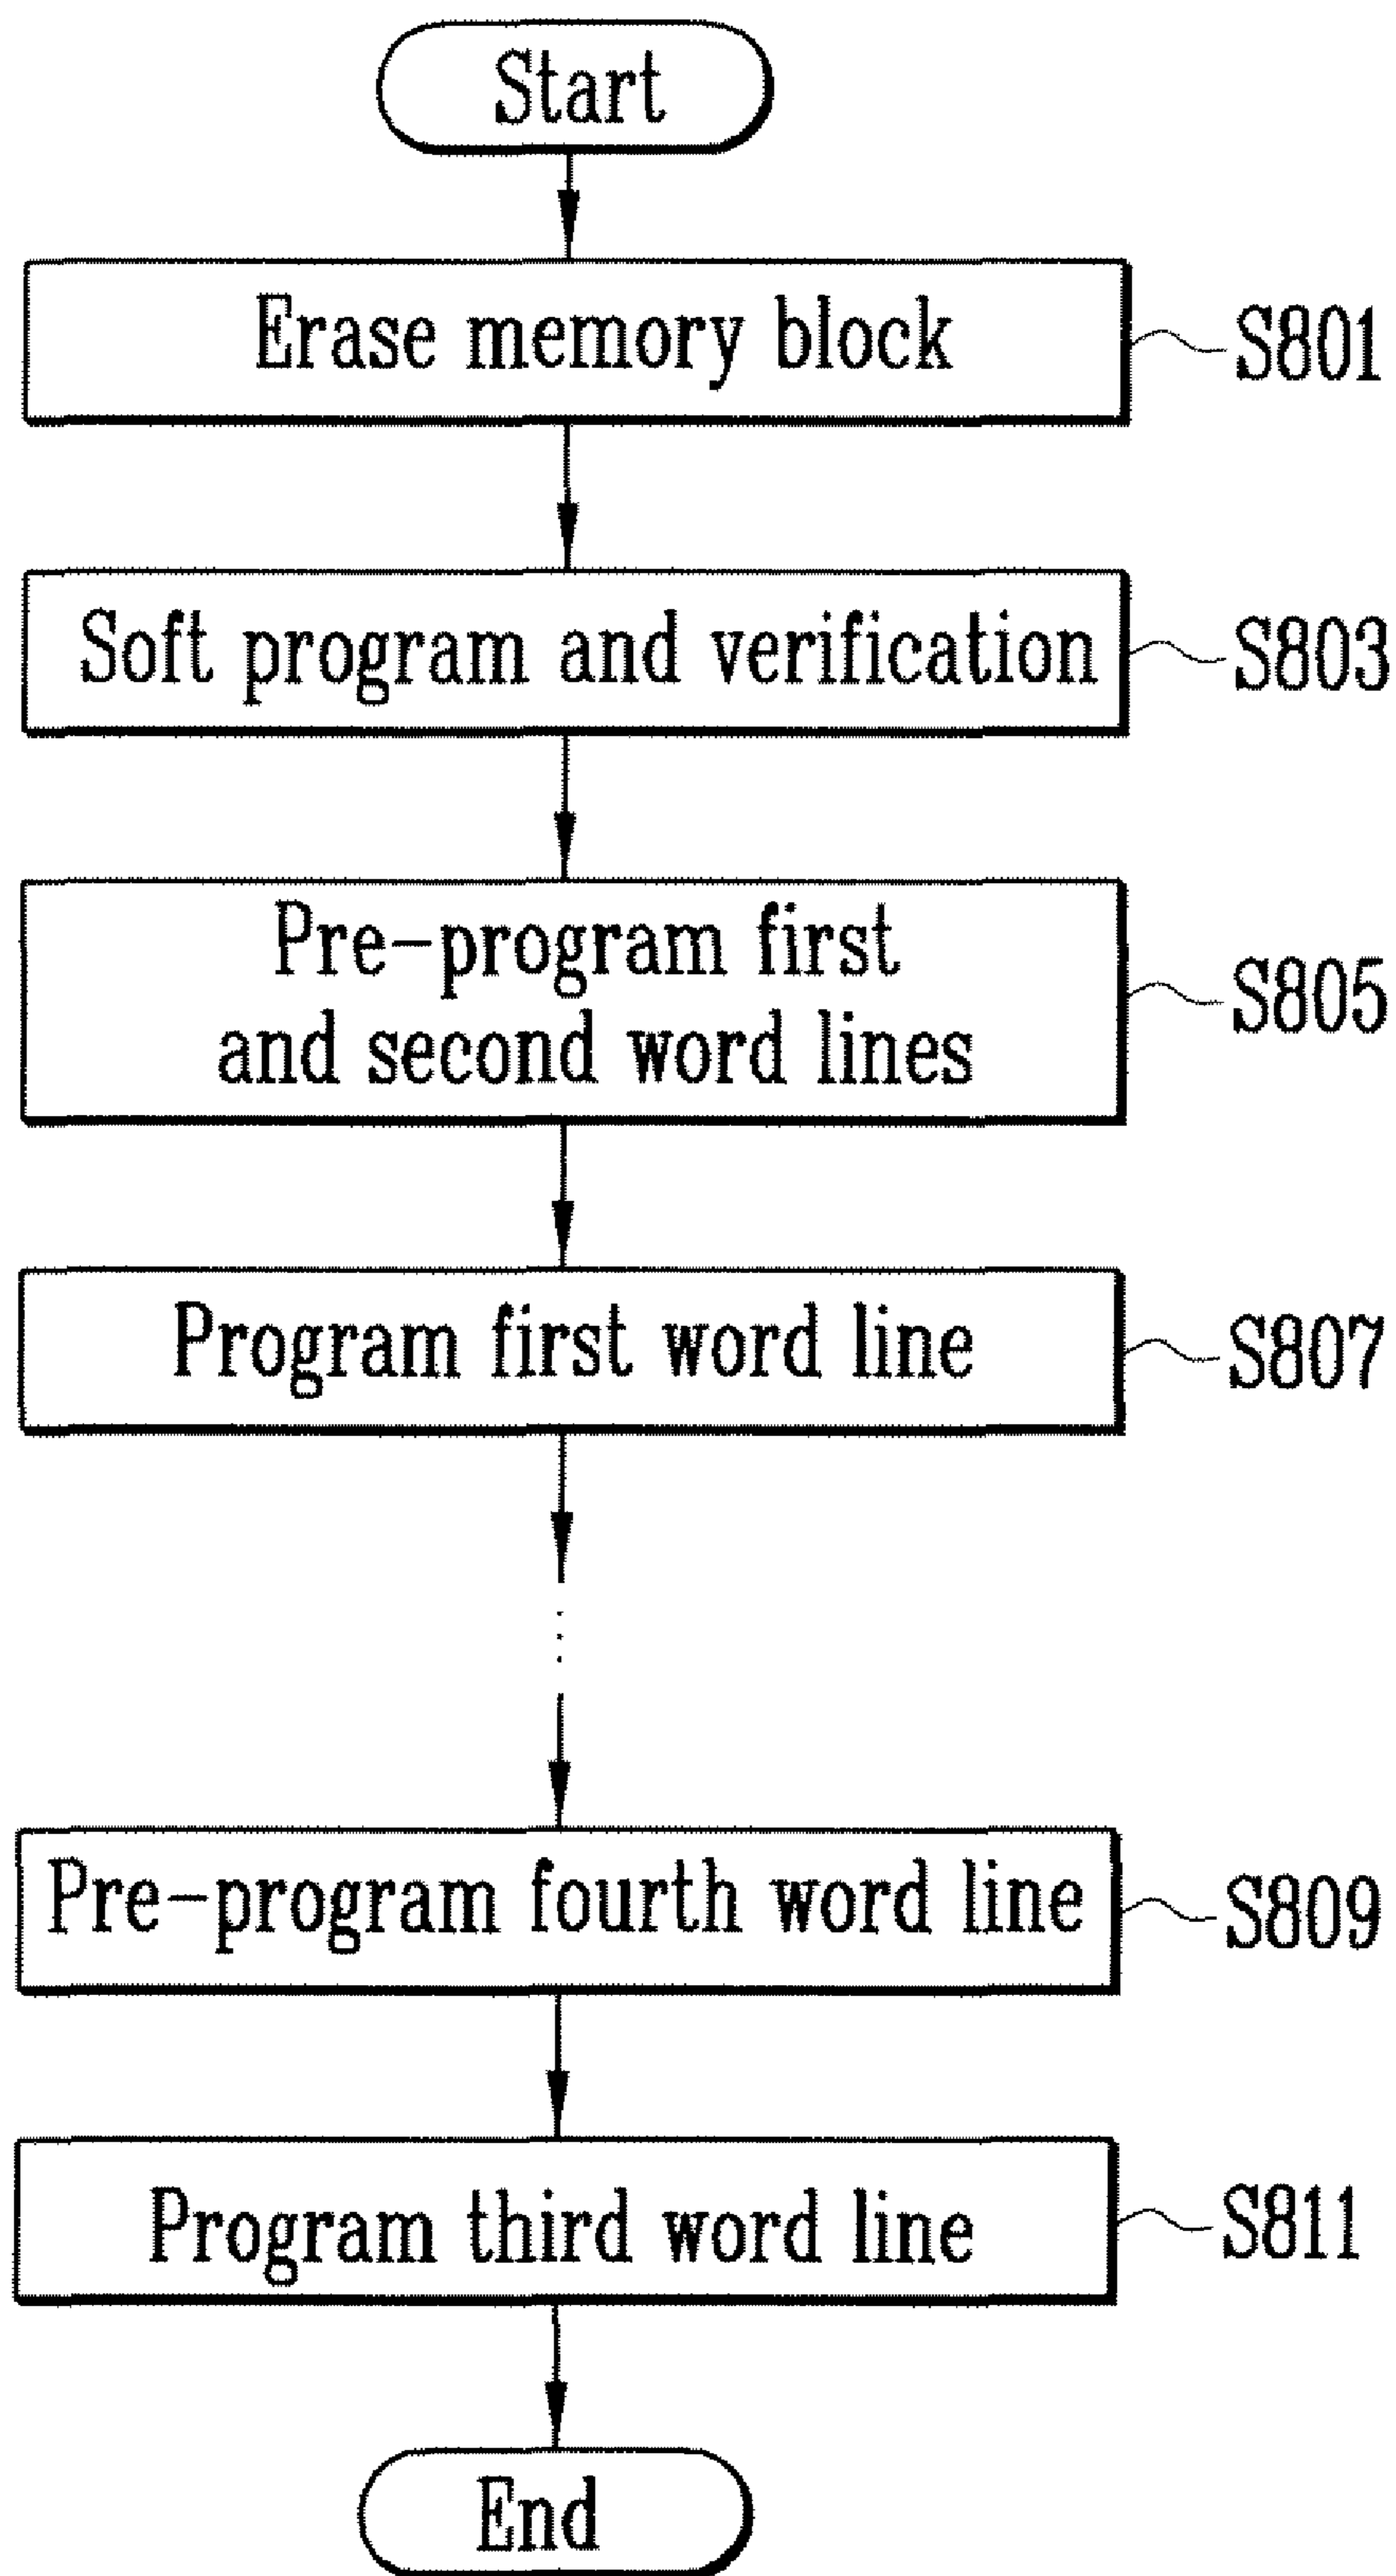 Start
Erase memory block
S801
Soft program and verification
S803
Pre-program first
and second word lines
S805
Program first word line
S807
...
Pre-program fourth word line
S809
Program third word line
S811
End